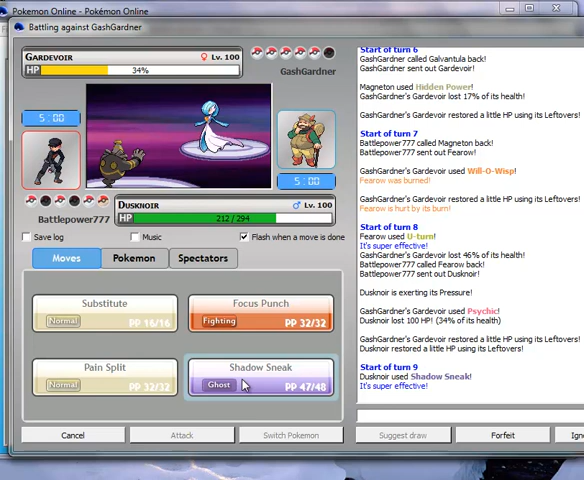 Pokemon Online - Pokémon Online
Battling against GashGardner
GARDEVOIR ♀ Lv. 100
HP 34%
GashGardner
5:00
5:00
DUSKNOIR ♂ Lv. 100
Battlepower777
HP 212 / 294
Save log
Music
Flash when a move is done
Moves
Pokemon
Spectators
Substitute
Normal PP 16/16
Focus Punch
Fighting PP 32/32
Pain Split
Normal PP 32/32
Shadow Sneak
Ghost PP 47/48
Cancel
Attack
Switch Pokemon
Start of turn 6
GashGardner called Galvantula back!
GashGardner sent out Gardevoir!
Magneton used Hidden Power!
GashGardner's Gardevoir lost 17% of its health!
GashGardner's Gardevoir restored a little HP using its Leftovers!
Start of turn 7
Battlepower777 called Magneton back!
Battlepower777 sent out Fearow!
GashGardner's Gardevoir used Will-O-Wisp!
Fearow was burned!
GashGardner's Gardevoir restored a little HP using its Leftovers!
Fearow is hurt by its burn!
Start of turn 8
Fearow used U-turn!
It's super effective!
GashGardner's Gardevoir lost 46% of its health!
Battlepower777 called Fearow back!
Battlepower777 sent out Dusknoir!
Dusknoir is exerting its Pressure!
GashGardner's Gardevoir used Psychic!
Dusknoir lost 100 HP! (34% of its health)
GashGardner's Gardevoir restored a little HP using its Leftovers!
Dusknoir restored a little HP using its Leftovers!
Start of turn 9
Dusknoir used Shadow Sneak!
It's super effective!
Suggest draw
Forfeit